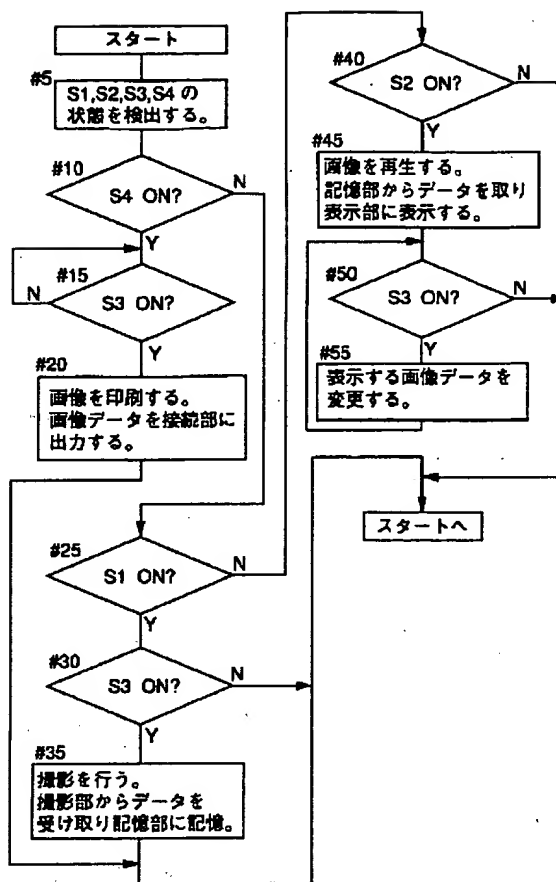 スタート
#5
S1,S2,S3,S4 の
状態を検出する。
#10
S4 ON?
N
Y
#15
S3 ON?
N
Y
#20
画像を印刷する。
画像データを接続部に
出力する。
#25
S1 ON?
N
Y
#30
S3 ON?
N
Y
#35
撮影を行う。
撮影部からデータを
受け取り記憶部に記憶。
#40
S2 ON?
N
Y
#45
画像を再生する。
記憶部からデータを取り
表示部に表示する。
#50
S3 ON?
N
Y
#55
表示する画像データを
変更する。
スタートへ